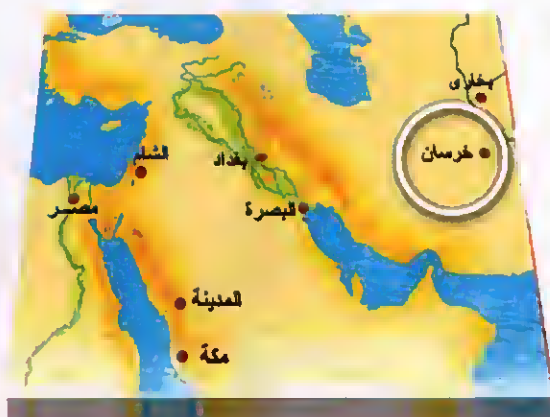 بخارى
خرسان
الشام
بغداد
مصر
البصرة
المدينة
مكة